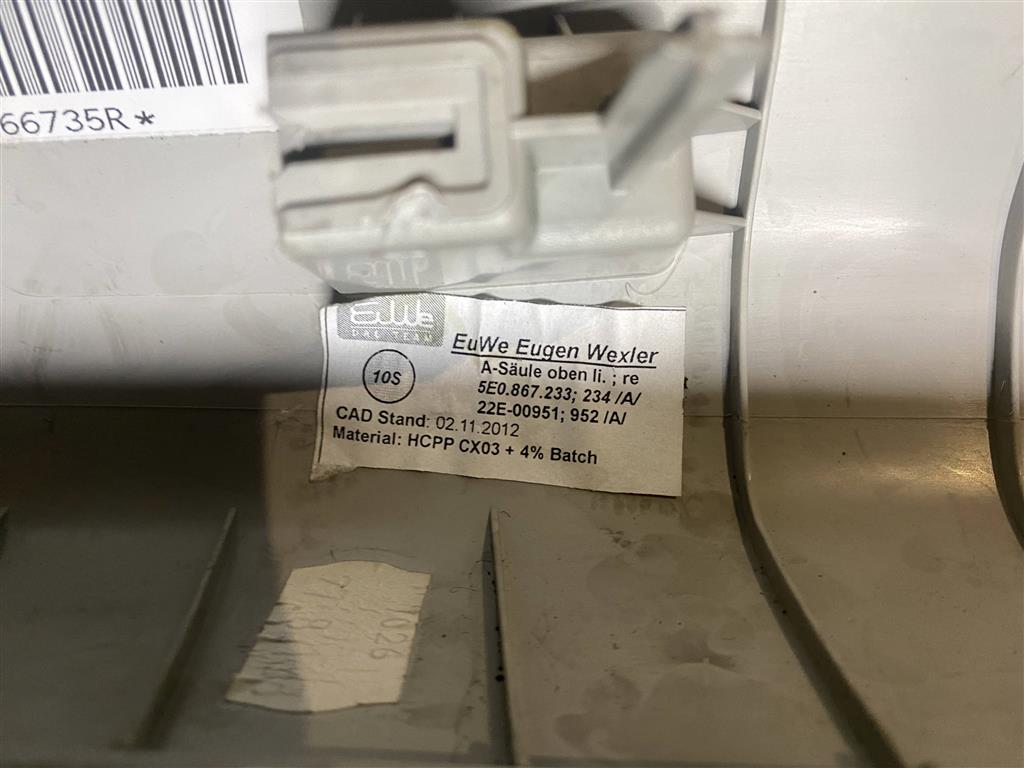 66735R*
EuWe
EuWe Eugen Wexler
10S
A-Säule oben li. ; re
5E0.867.233; 234 /A/
22E-00951; 952 /A/
CAD Stand: 02.11.2012
Material: HCPP CX03 + 4% Batch